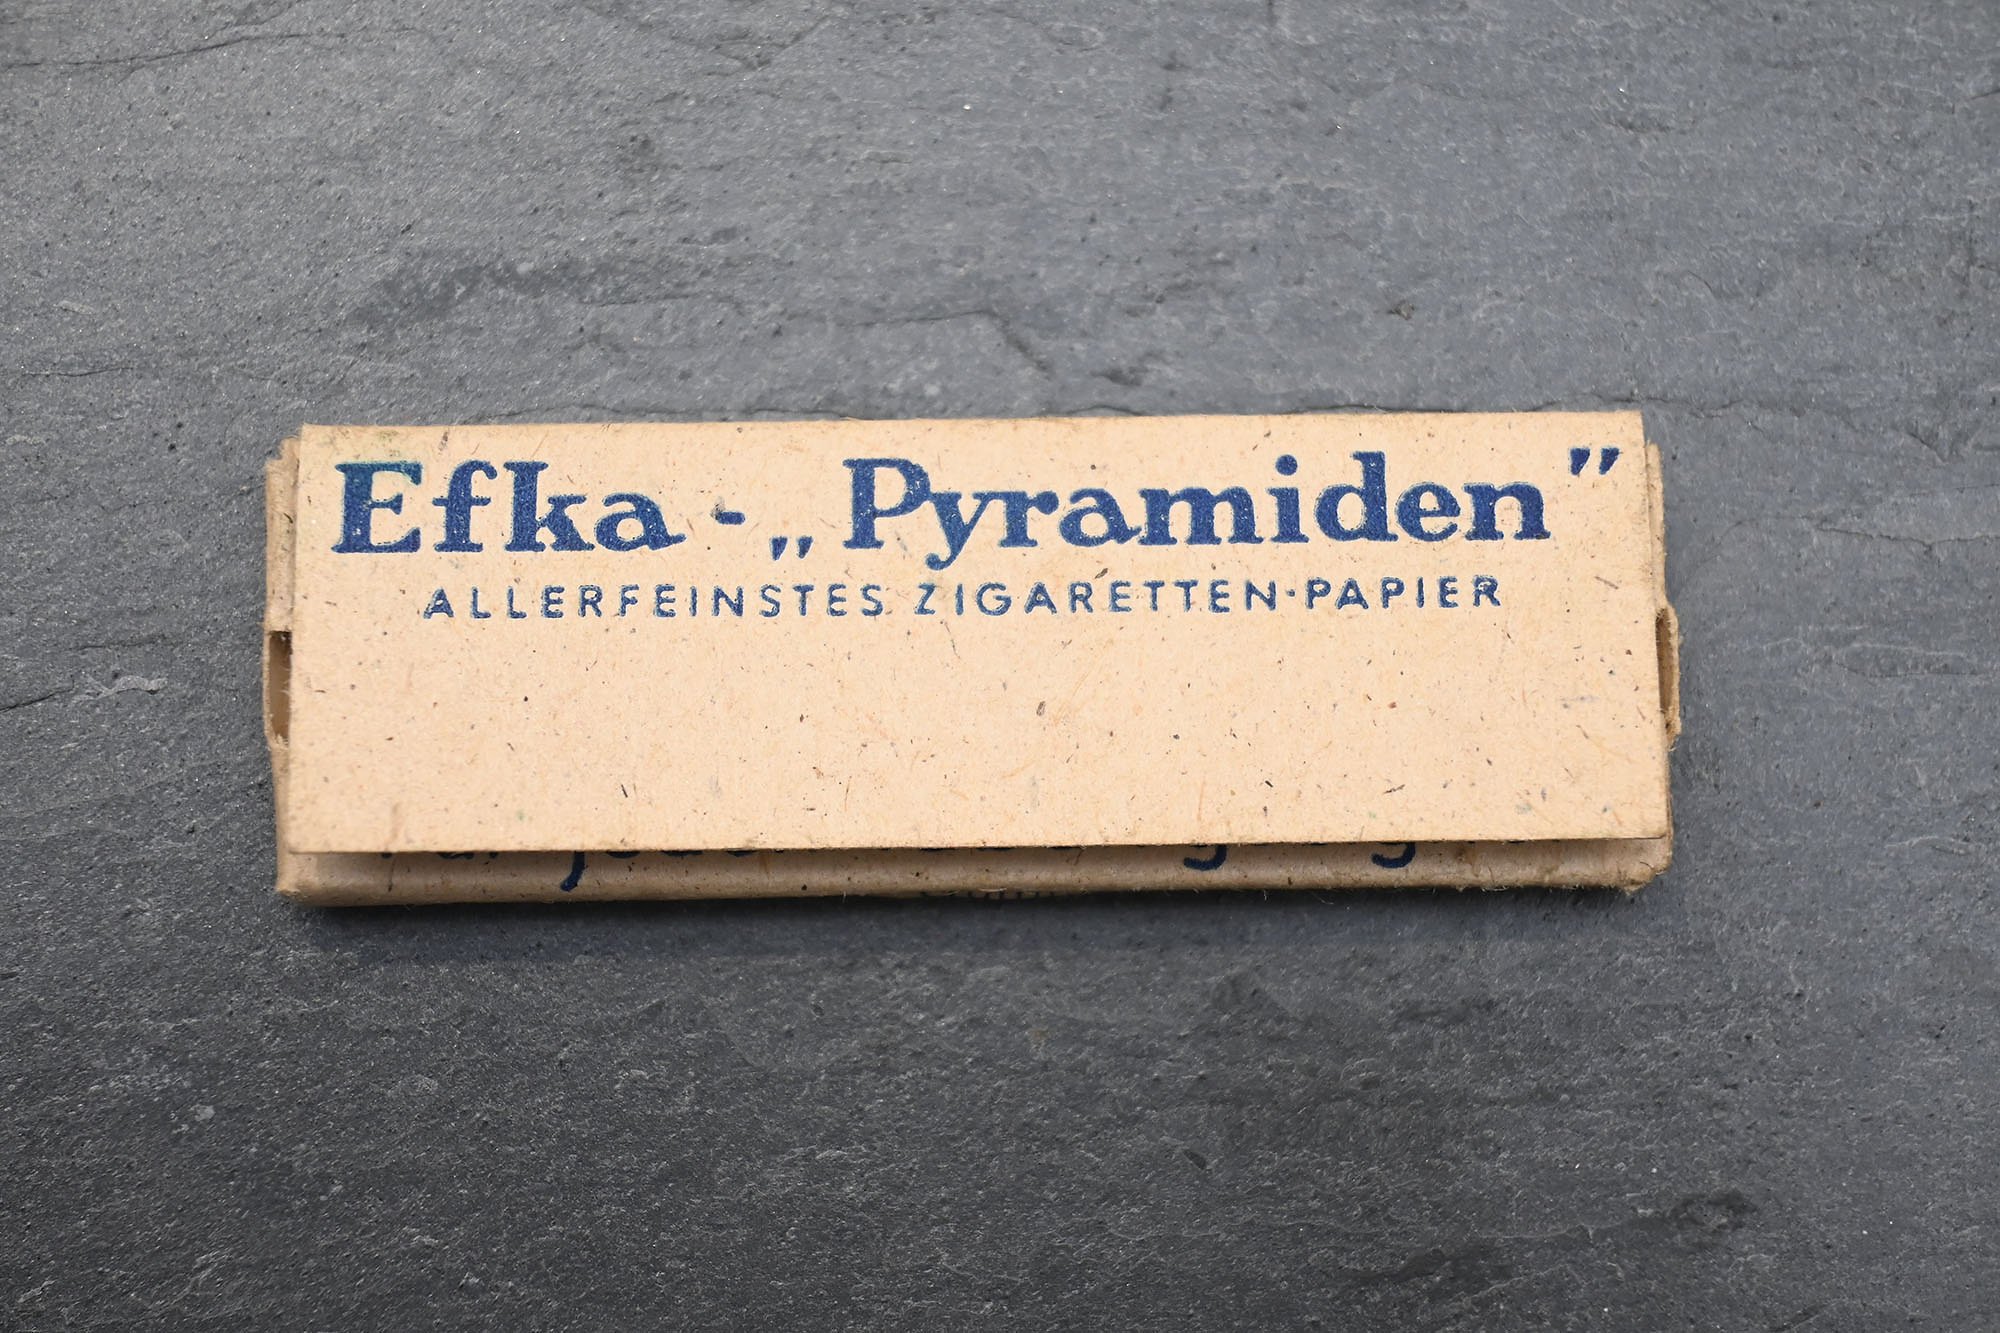 Efka - „Pyramiden”
ALLERFEINSTES ZIGARETTEN-PAPIER